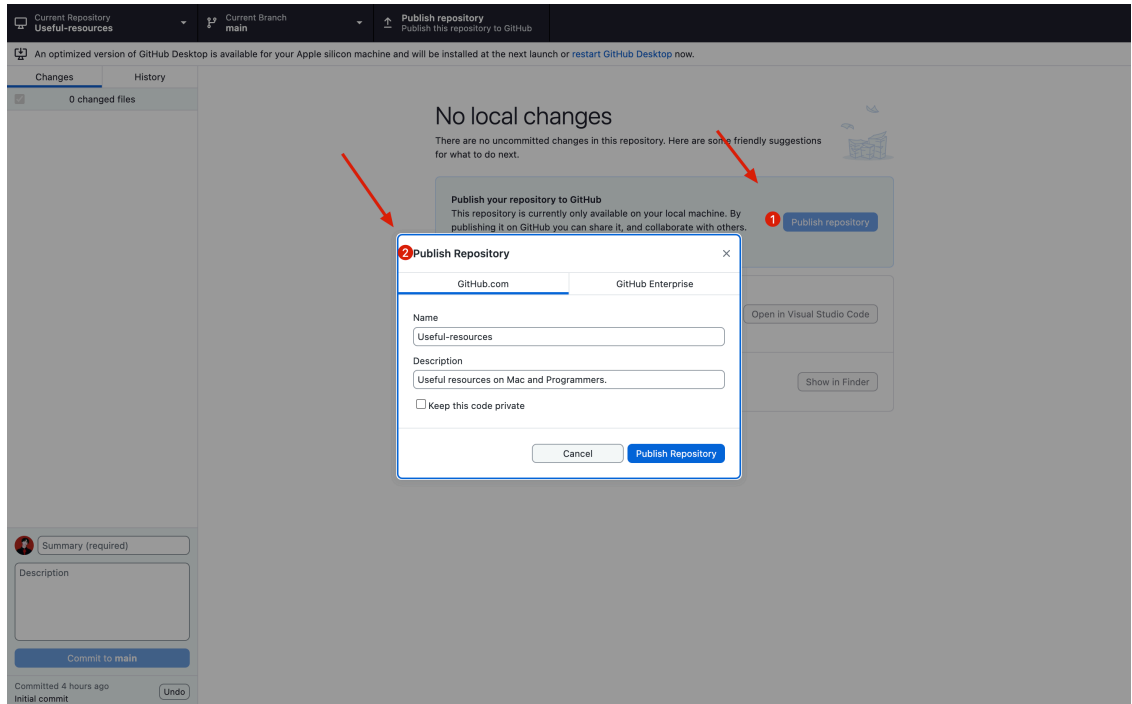 Current Repository
Useful-resources
Current Branch
main
Publish repository
Publish this repository to GitHub
An optimized version of GitHub Desktop is available for your Apple silicon machine and will be installed at the next launch or restart GitHub Desktop now.
Changes
History
0 changed files
No local changes
There are no uncommitted changes in this repository. Here are some friendly suggestions
for what to do next.
Publish your repository to GitHub
This repository is currently only available on your local machine. By
publishing it on GitHub you can share it, and collaborate with others.
1
Publish repository
2
Publish Repository
GitHub.com
GitHub Enterprise
Name
Useful-resources
Description
Useful resources on Mac and Programmers.
Keep this code private
Cancel
Publish Repository
Open in Visual Studio Code
Show in Finder
Summary (required)
Description
Commit to main
Committed 4 hours ago
Initial commit
Undo